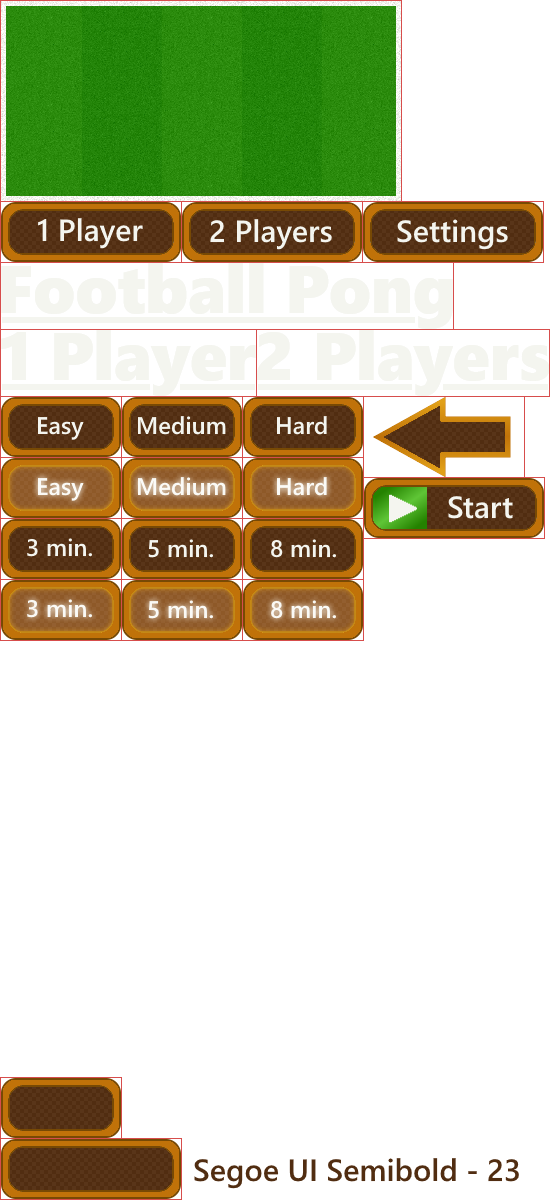 1 Player 2 Players Settings
Football Pong
1 Player 2 Players
Easy Medium Hard
Easy Medium Hard
Start
3 min. 5 min. 8 min.
3 min. 5 min. 8 min.
Segoe UI Semibold - 23